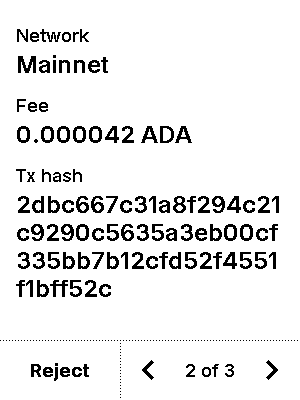 Network
Mainnet
Fee
0.000042 ADA
Tx hash
2dbc667c31a8f294c21
c9290c5635a3eb00cf
335bb7b12cfd52f4551
f1bff52c
Reject
2 of 3